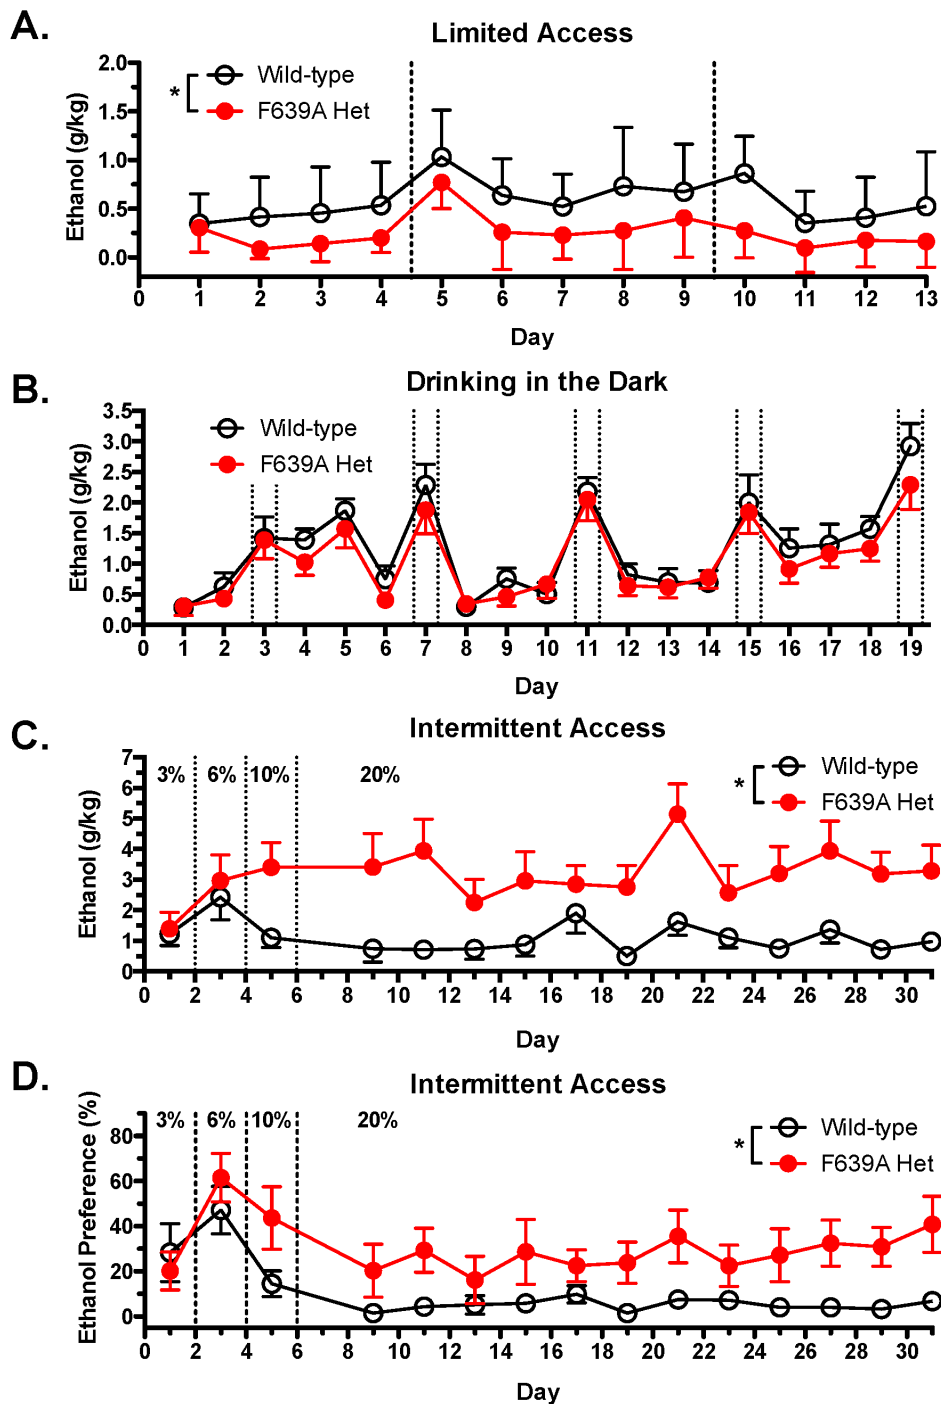 A.
Limited Access
Ethanol (g/kg)
2.0
1.5
1.0
0.5
0.0
* Wild-type
F639A Het
0 1 2 3 4 5 6 7 8 9 10 11 12 13
Day
B.
Drinking in the Dark
Ethanol (g/kg)
3.5
3.0
2.5
2.0
1.5
1.0
0.5
0.0
Wild-type
F639A Het
0 1 2 3 4 5 6 7 8 9 10 11 12 13 14 15 16 17 18 19
Day
C.
Intermittent Access
Ethanol (g/kg)
7
6
5
4
3
2
1
0
3% 6% 10% 20%
* Wild-type
F639A Het
0 2 4 6 8 10 12 14 16 18 20 22 24 26 28 30
Day
D.
Intermittent Access
Ethanol Preference (%)
80
60
40
20
0
3% 6% 10% 20%
* Wild-type
F639A Het
0 2 4 6 8 10 12 14 16 18 20 22 24 26 28 30
Day